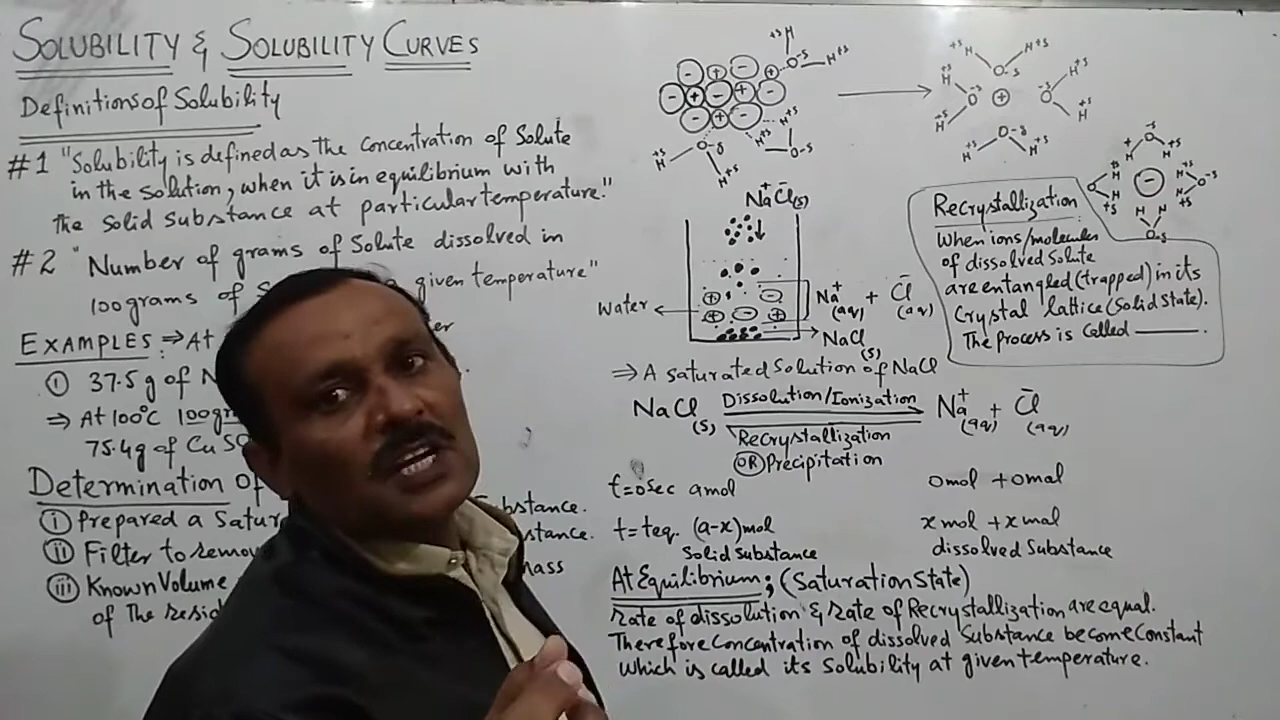 SOLUBILITY & SOLUBILITY CURVES
Definitions of Solubility
#1 "Solubility is defined as the concentration of Solute
in the solution, when it is in equilibrium with
the solid substance at particular temperature."
#2 "Number of grams of Solute dissolved in
100grams of given temperature"
EXAMPLES :⇒ At
① 37.5 g of
⇒ At 100°C 100gr
75.4g of CuSO
Determination of
ⓘ Prepared a Satur bstance.
ⓘⓘ Filter to remov stance.
ⓘⓘⓘ Known Volume mass
of The resid
Na⁺Cl⁻(s)
Water
Na⁺(aq) + Cl⁻(aq)
NaCl(s)
⇒ A saturated Solution of NaCl
NaCl(s) Dissolution/Ionization Na⁺(aq) + Cl⁻(aq)
Recrystallization
OR Precipitation
t=0sec amol 0mol + 0mol
t=teq. (a-x)mol x mol + x mol
Solid Substance dissolved Substance
At Equilibrium; (Saturation State)
Rate of dissolution & Rate of Recrystallization are equal.
Therefore Concentration of dissolved Substance become Constant
Which is called its Solubility at given temperature.
Recrystallization
When ions/molecules
of dissolved Solute
are entangled (trapped) in its
Crystal lattice (Solid State).
The Process is Called ———.